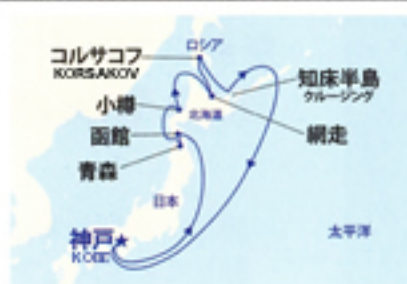 ロシア
コルサコフ
KORSAKOV
知床半島
クルージング
小樽
北海道
網走
函館
青森
日本
太平洋
神戸
KOBE